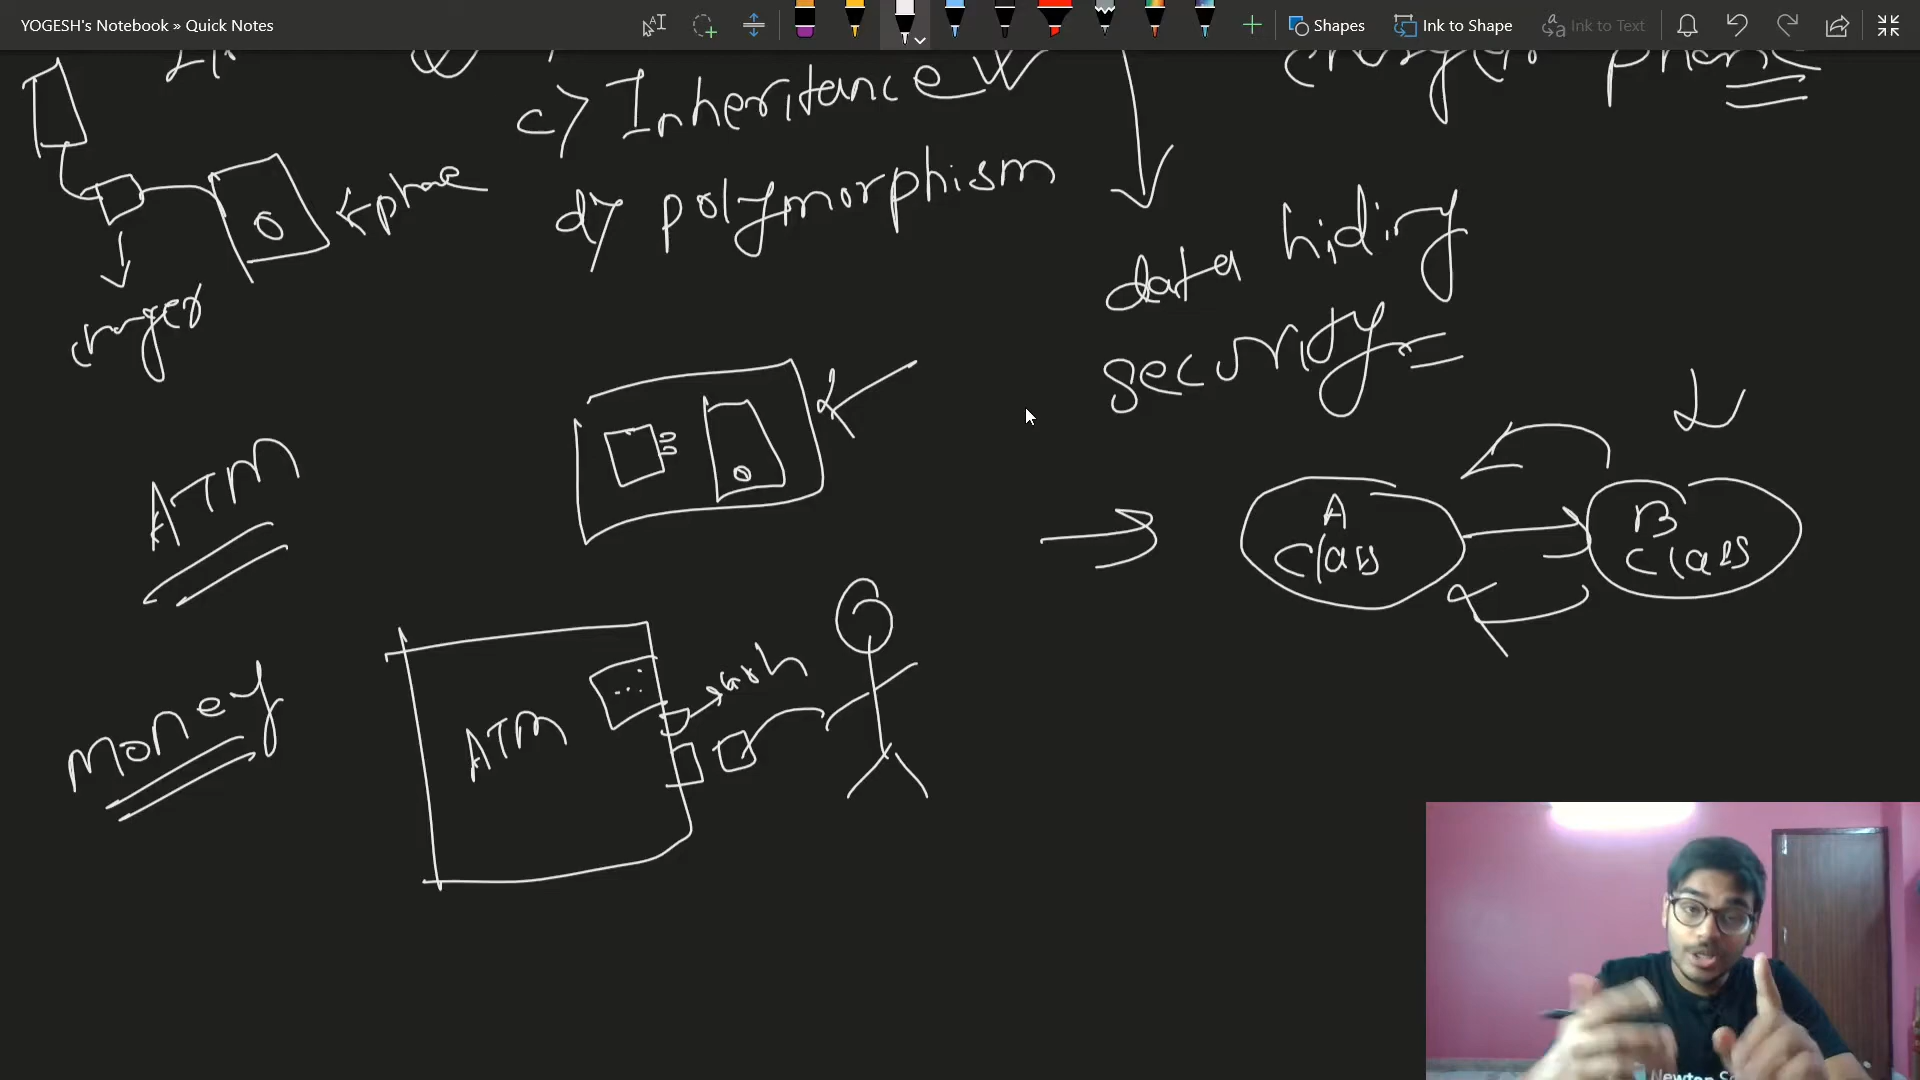 YOGESH's Notebook » Quick Notes
Shapes
Ink to Shape
Ink to Text
c) Inheritance
d) polymorphism
phone
data hiding
security
ATM
A
class
B
class
money
ATM
cash